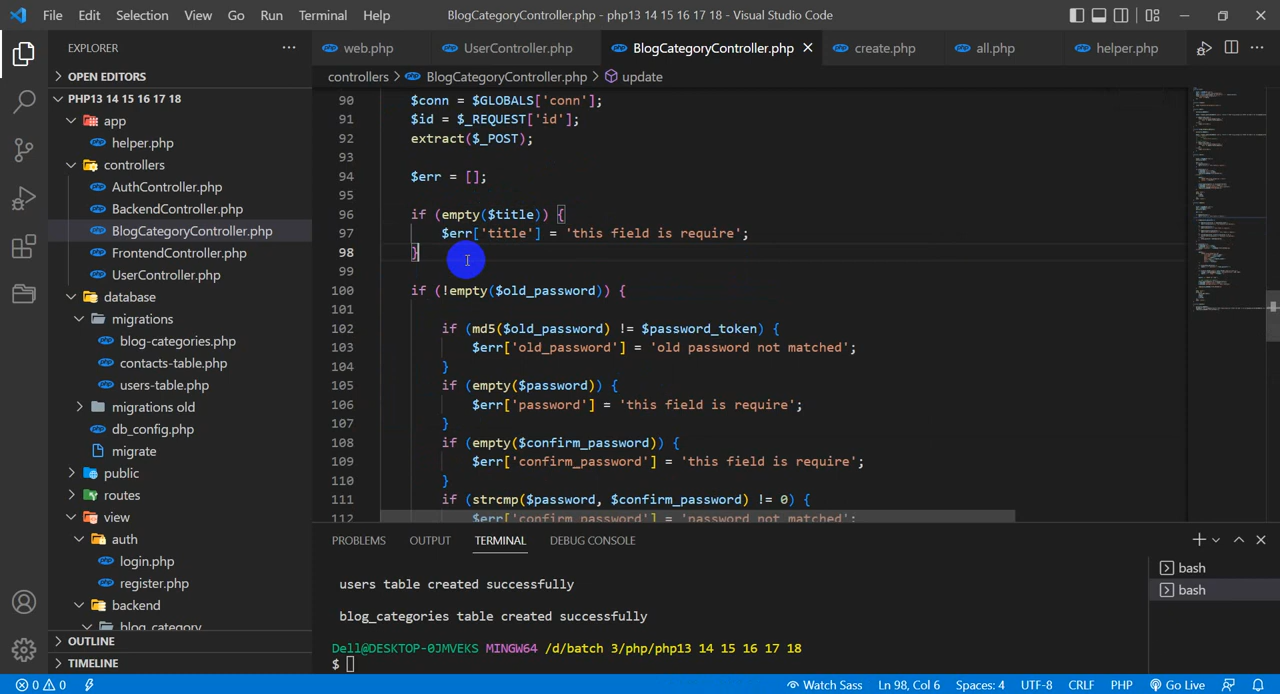 File Edit Selection View Go Run Terminal Help BlogCategoryController.php - php13 14 15 16 17 18 - Visual Studio Code
EXPLORER
web.php UserController.php BlogCategoryController.php create.php all.php helper.php
OPEN EDITORS
controllers > BlogCategoryController.php > update
PHP13 14 15 16 17 18
app
helper.php
controllers
AuthController.php
BackendController.php
BlogCategoryController.php
FrontendController.php
UserController.php
database
migrations
blog-categories.php
contacts-table.php
users-table.php
migrations old
db_config.php
migrate
public
routes
view
auth
login.php
register.php
backend
blog_category
OUTLINE
TIMELINE
90 $conn = $GLOBALS['conn'];
91 $id = $_REQUEST['id'];
92 extract($_POST);
93
94 $err = [];
95
96 if (empty($title)) {
97 $err['title'] = 'this field is require';
98 }
99
100 if (!empty($old_password)) {
101
102 if (md5($old_password) != $password_token) {
103 $err['old_password'] = 'old password not matched';
104 }
105 if (empty($password)) {
106 $err['password'] = 'this field is require';
107 }
108 if (empty($confirm_password)) {
109 $err['confirm_password'] = 'this field is require';
110 }
111 if (strcmp($password, $confirm_password) != 0) {
112 $err['confirm_password'] = 'password not matched';
PROBLEMS OUTPUT TERMINAL DEBUG CONSOLE
users table created successfully
blog_categories table created successfully
Dell@DESKTOP-0JMVEKS MINGW64 /d/batch 3/php/php13 14 15 16 17 18
$
bash
bash
0 0 Watch Sass Ln 98, Col 6 Spaces: 4 UTF-8 CRLF PHP Go Live